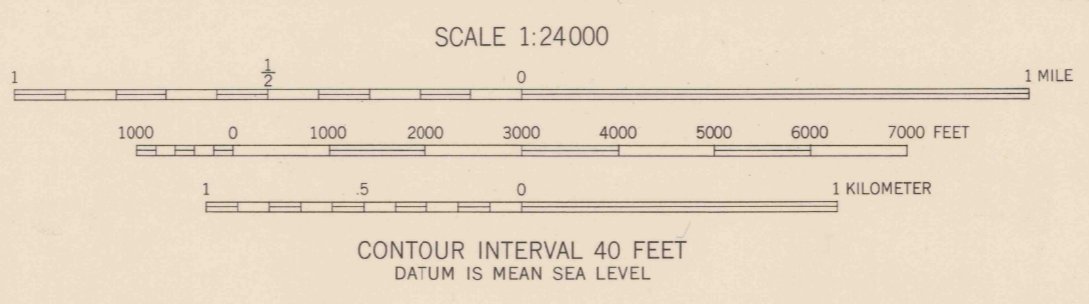 SCALE 1:24000
1 1/2 0 1 MILE
1000 0 1000 2000 3000 4000 5000 6000 7000 FEET
1 .5 0 1 KILOMETER
CONTOUR INTERVAL 40 FEET
DATUM IS MEAN SEA LEVEL